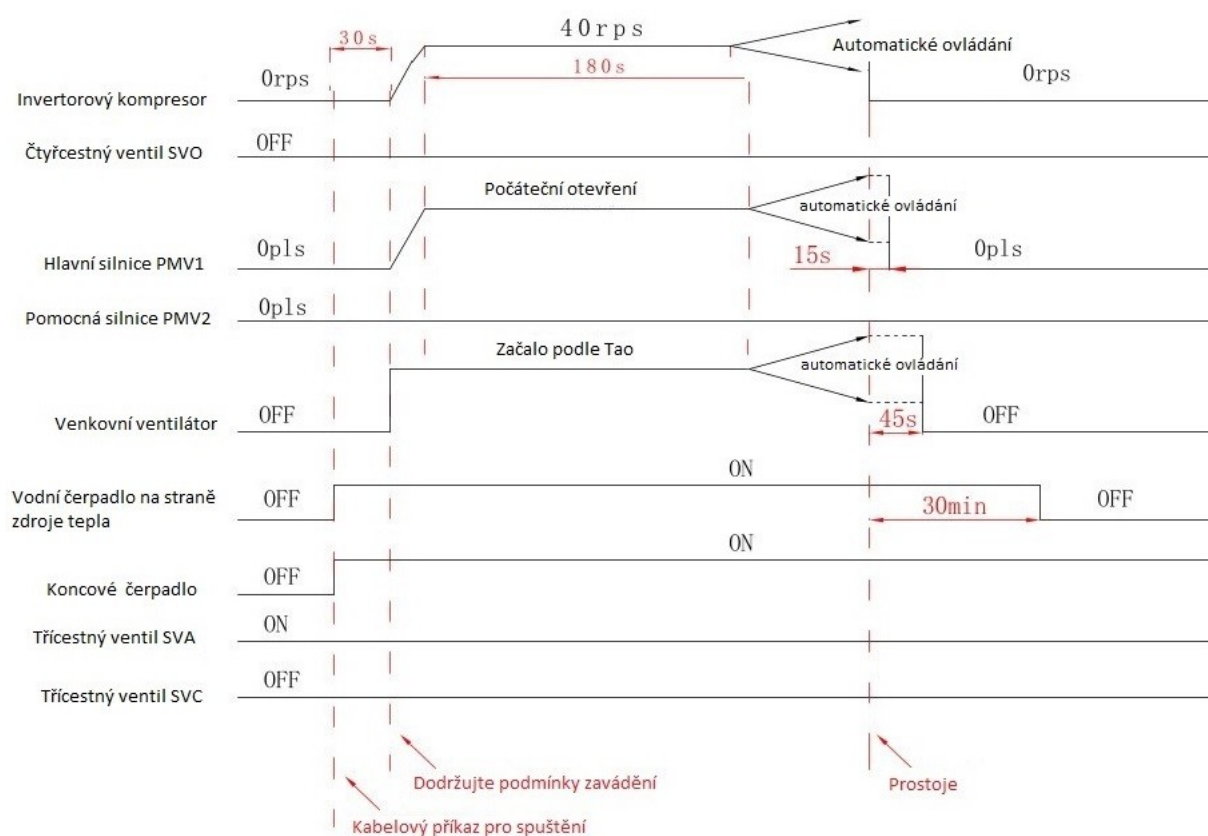 30s
40rps
Automatické ovládání
180s
0rps
0rps
Invertorový kompresor
OFF
Čtyřcestný ventil SVO
Počáteční otevření
automatické ovládání
0pls
15s
0pls
Hlavní silnice PMV1
0pls
Pomocná silnice PMV2
Začalo podle Tao
automatické ovládání
OFF
45s
OFF
Venkovní ventilátor
ON
Vodní čerpadlo na straně
zdroje tepla
OFF
30min
OFF
ON
OFF
Koncové čerpadlo
ON
Třícestný ventil SVA
OFF
Třícestný ventil SVC
Dodržujte podmínky zavádění
Prostoje
Kabelový příkaz pro spuštění